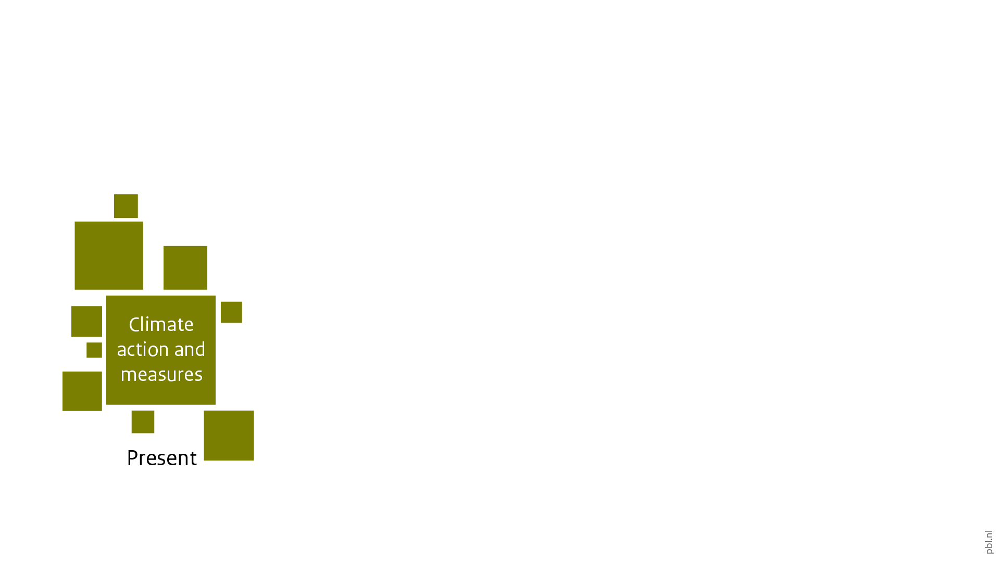 Climate
action and
measures
Present
pbl.nl